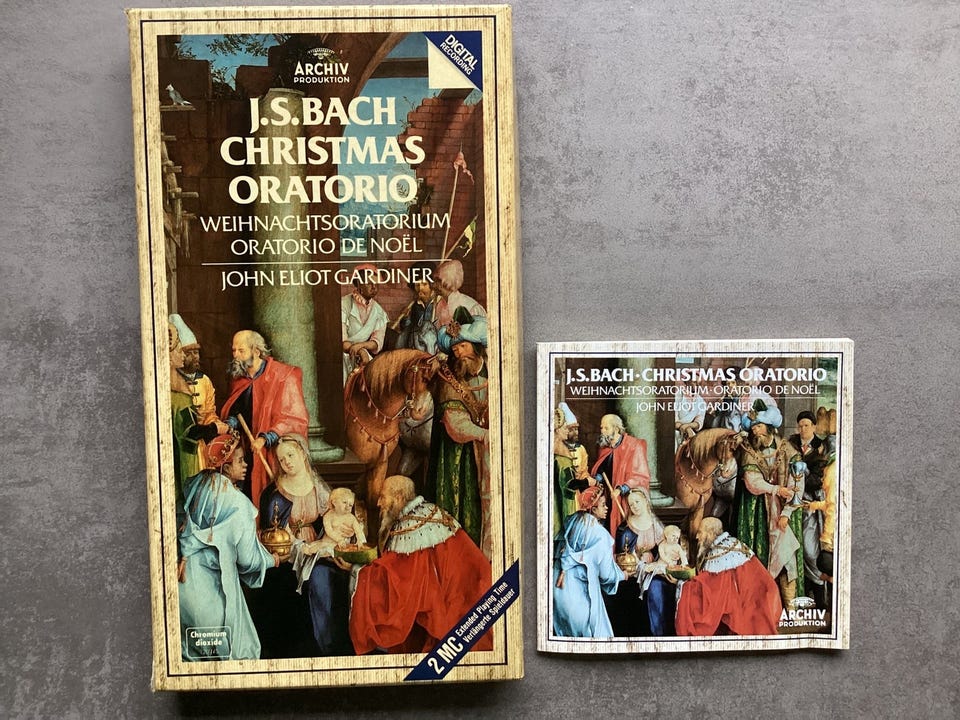 DIGITAL
RECORDING
ARCHIV
PRODUKTION
J.S. BACH
CHRISTMAS
ORATORIO
WEIHNACHTSORATORIUM
ORATORIO DE NOËL
JOHN ELIOT GARDINER
Chromium
dioxide
2 MC Extended Playing Time
Verlängerte Spieldauer
J.S. BACH · CHRISTMAS ORATORIO
WEIHNACHTSORATORIUM · ORATORIO DE NOËL
JOHN ELIOT GARDINER
ARCHIV
PRODUKTION